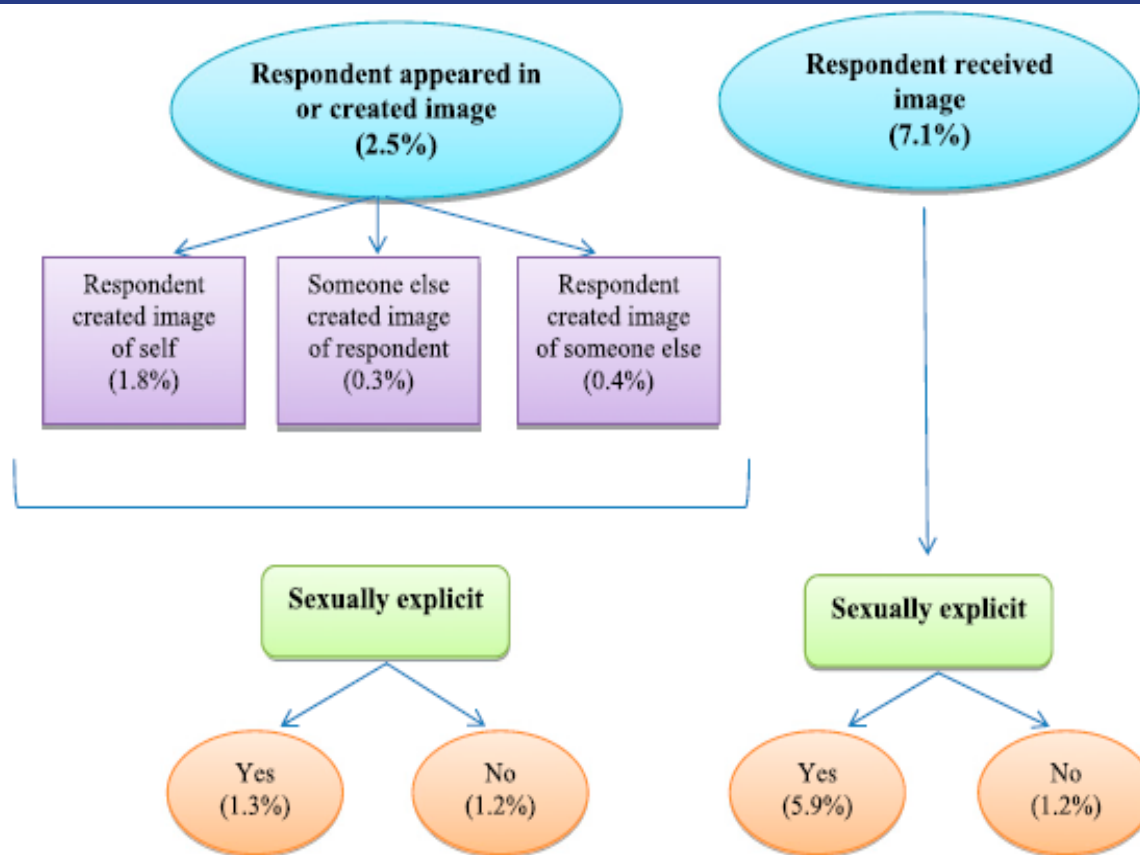 Respondent appeared in
or created image
(2.5%)
Respondent received
image
(7.1%)
Respondent
created image
of self
(1.8%)
Someone else
created image
of respondent
(0.3%)
Respondent
created image
of someone else
(0.4%)
Sexually explicit
Sexually explicit
Yes
(1.3%)
No
(1.2%)
Yes
(5.9%)
No
(1.2%)